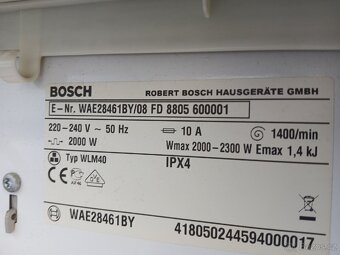 BOSCH
ROBERT BOSCH HAUSGERÄTE GMBH
E-Nr. WAE28461BY/08 FD 8805 600001
220-240 V ~ 50 Hz 10 A 1400/min
2000 W Wmax 2000-2300 W Emax 1,4 kJ
Typ WLM40 IPX4
WAE28461BY 418050244594000017